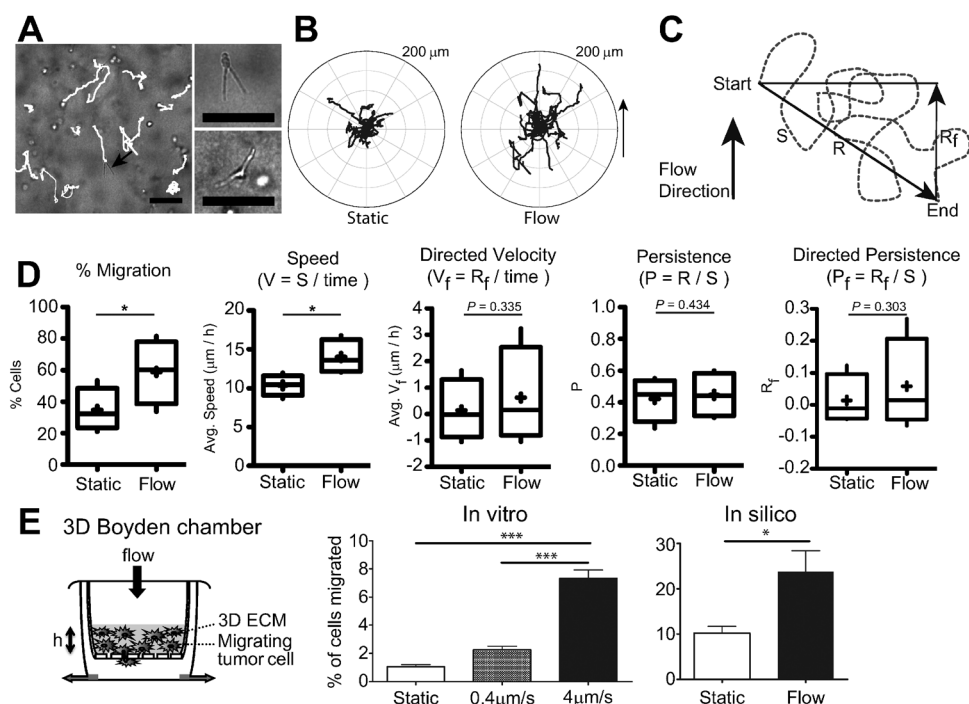 A
B
200 μm
200 μm
Static
Flow
C
Start
S
R
Rf
Flow
Direction
End
D
% Migration
% Cells
100
80
60
40
20
0
*
Static
Flow
Speed
(V = S / time)
Avg. Speed (μm / h)
20
15
10
5
0
*
Static
Flow
Directed Velocity
(Vf = Rf / time)
Avg. Vf (μm / h)
4
3
2
1
0
-1
-2
P = 0.335
Static
Flow
Persistence
(P = R / S)
P
1.0
0.8
0.6
0.4
0.2
0.0
P = 0.434
Static
Flow
Directed Persistence
(Pf = Rf / S)
Rf
0.3
0.2
0.1
0.0
-0.1
-0.2
P = 0.303
Static
Flow
E
3D Boyden chamber
flow
h
3D ECM
Migrating
tumor cell
In vitro
% of cells migrated
10
8
6
4
2
0
***
***
Static
0.4μm/s
4μm/s
In silico
30
20
10
0
*
Static
Flow